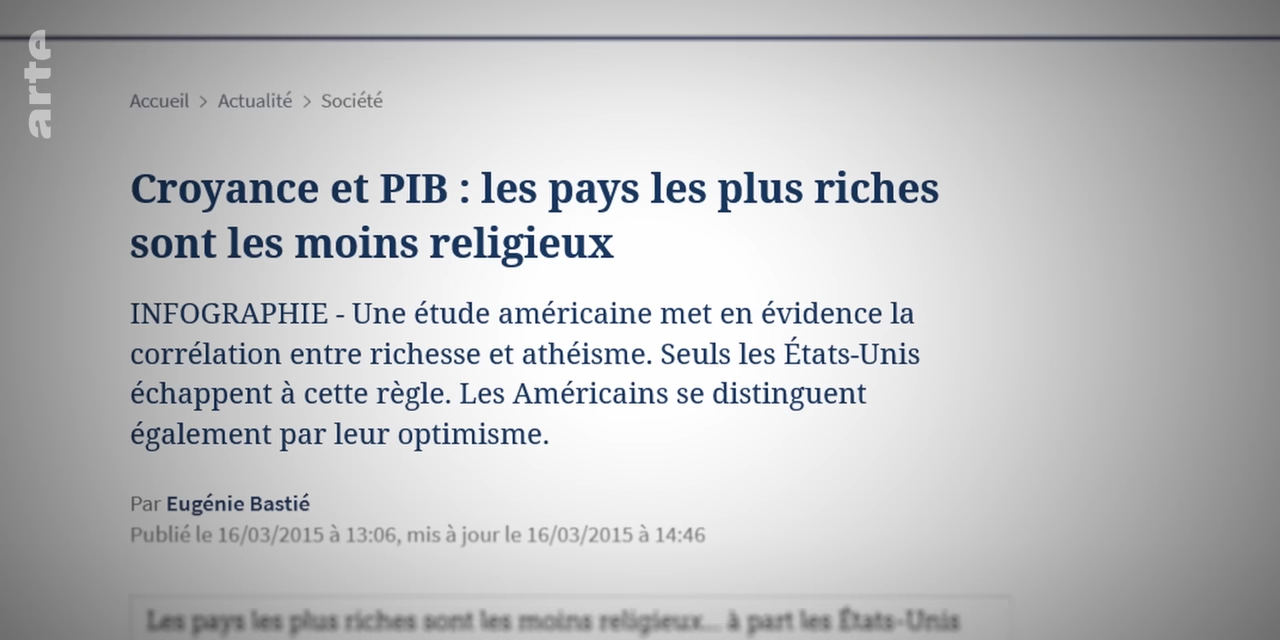 arte
Accueil > Actualité > Société
Croyance et PIB : les pays les plus riches
sont les moins religieux
INFOGRAPHIE - Une étude américaine met en évidence la
corrélation entre richesse et athéisme. Seuls les États-Unis
échappent à cette règle. Les Américains se distinguent
également par leur optimisme.
Par Eugénie Bastié
Publié le 16/03/2015 à 13:06, mis à jour le 16/03/2015 à 14:46
Les pays les plus riches sont les moins religieux... à part les États-Unis